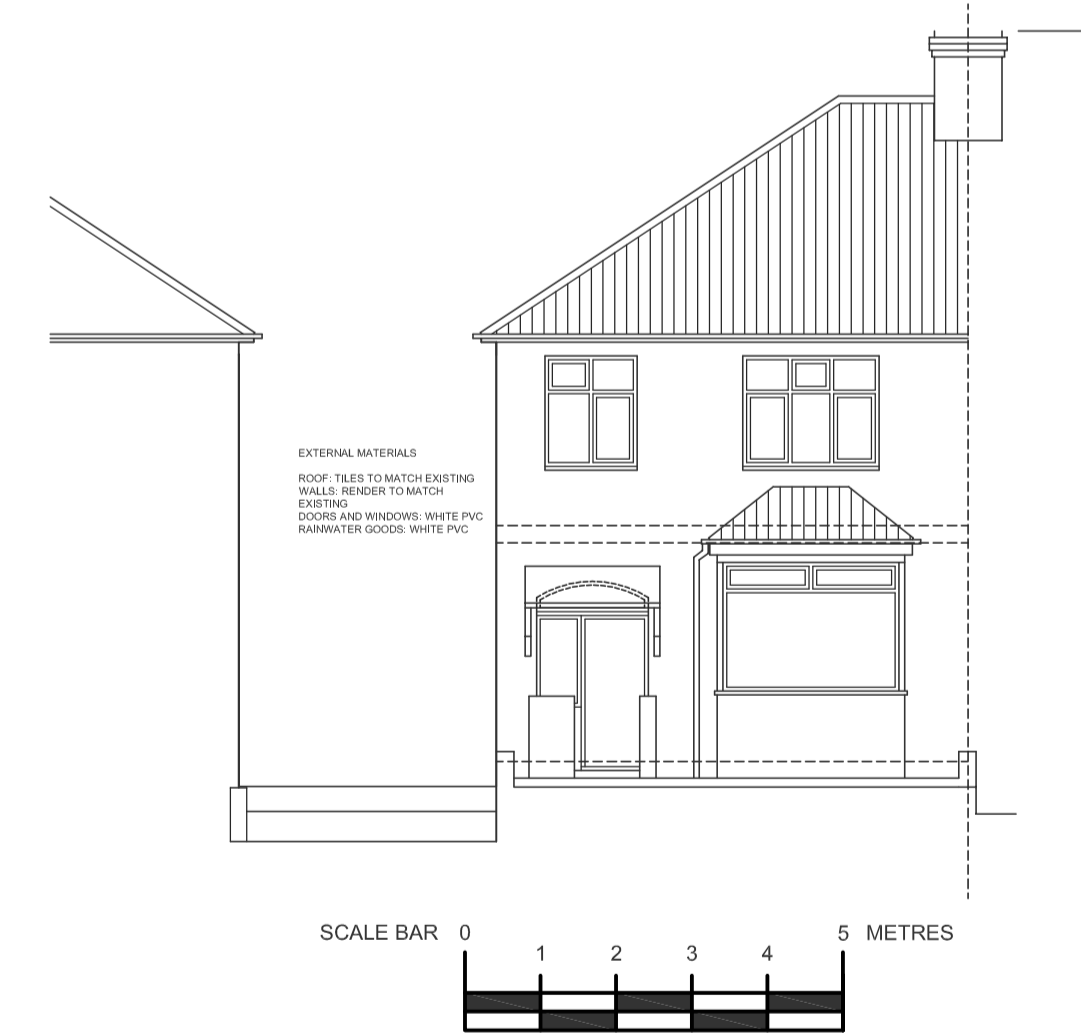 EXTERNAL MATERIALS
ROOF: TILES TO MATCH EXISTING
WALLS: RENDER TO MATCH
EXISTING
DOORS AND WINDOWS: WHITE PVC
RAINWATER GOODS: WHITE PVC
SCALE BAR 0 5 METRES
1 2 3 4